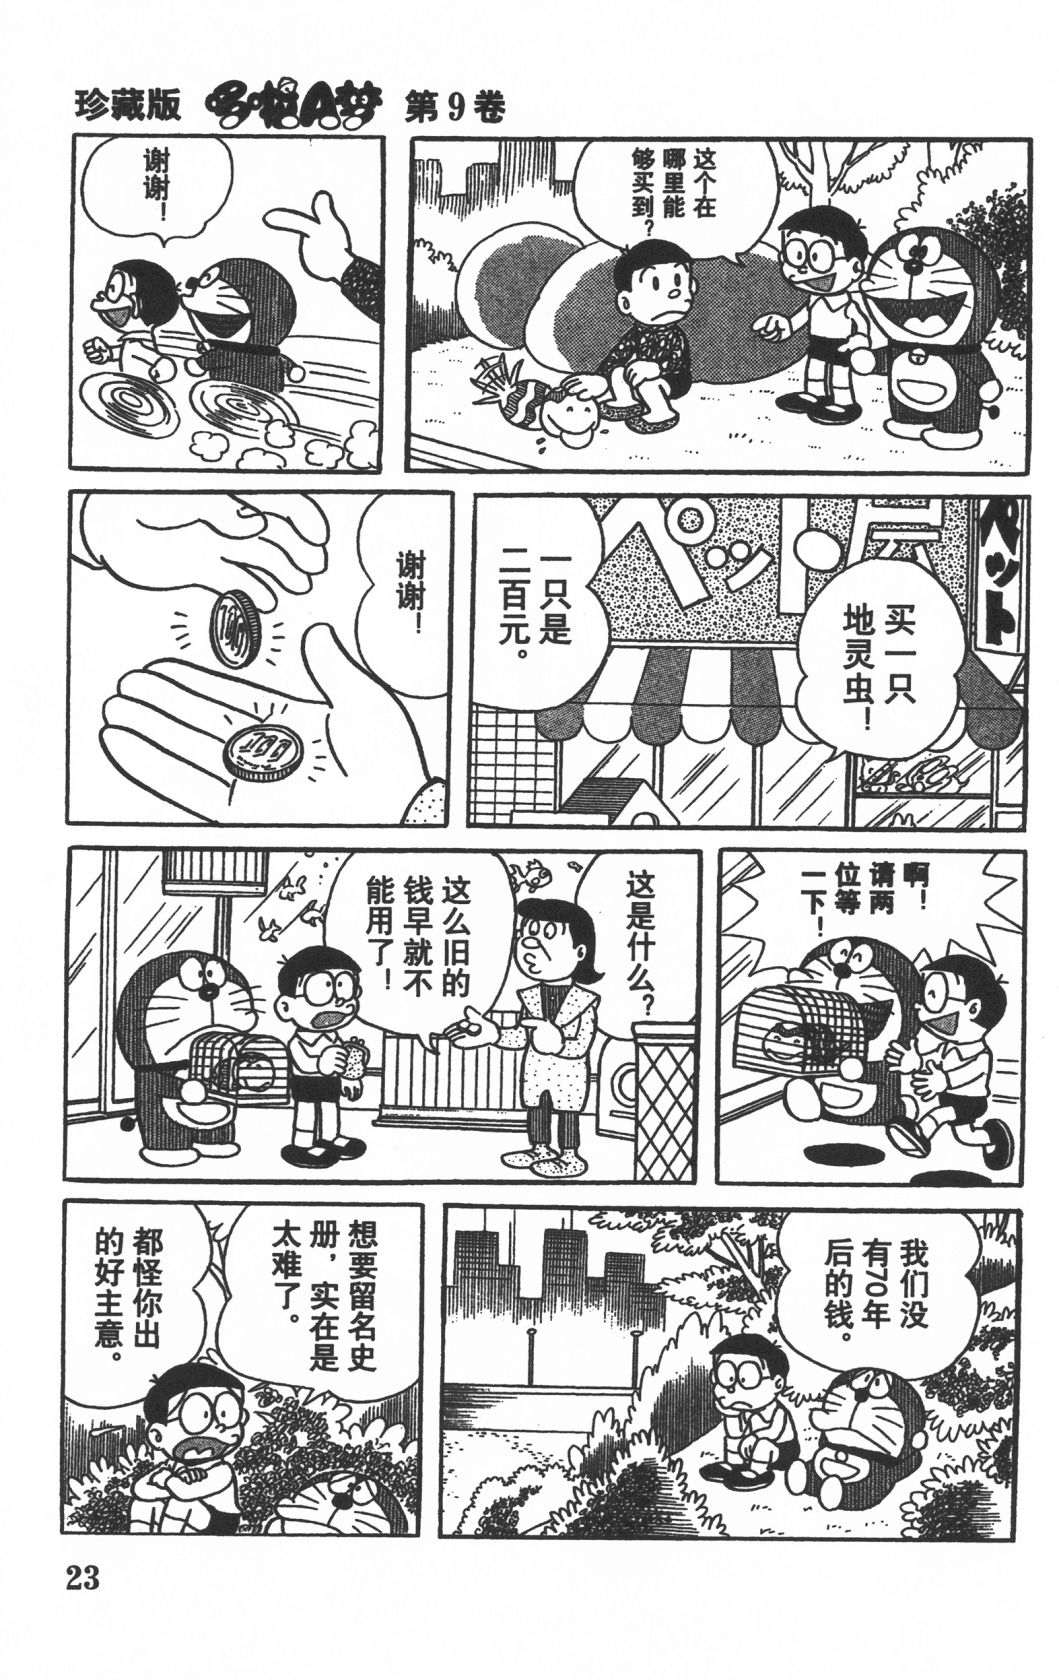 珍藏版 哆啦A梦 第9卷
这个在
哪里能
够买到？
谢谢！
ペット屋
ペット
买一只
地灵虫！
一只是
二百元。
谢谢！
100
100
啊！
请两
位等
一下！
这是什么？
这么旧的
钱早就不
能用了！
我们没
有70年
后的钱。
想要留名史
册，实在是
太难了。
都怪你出
的好主意。
23